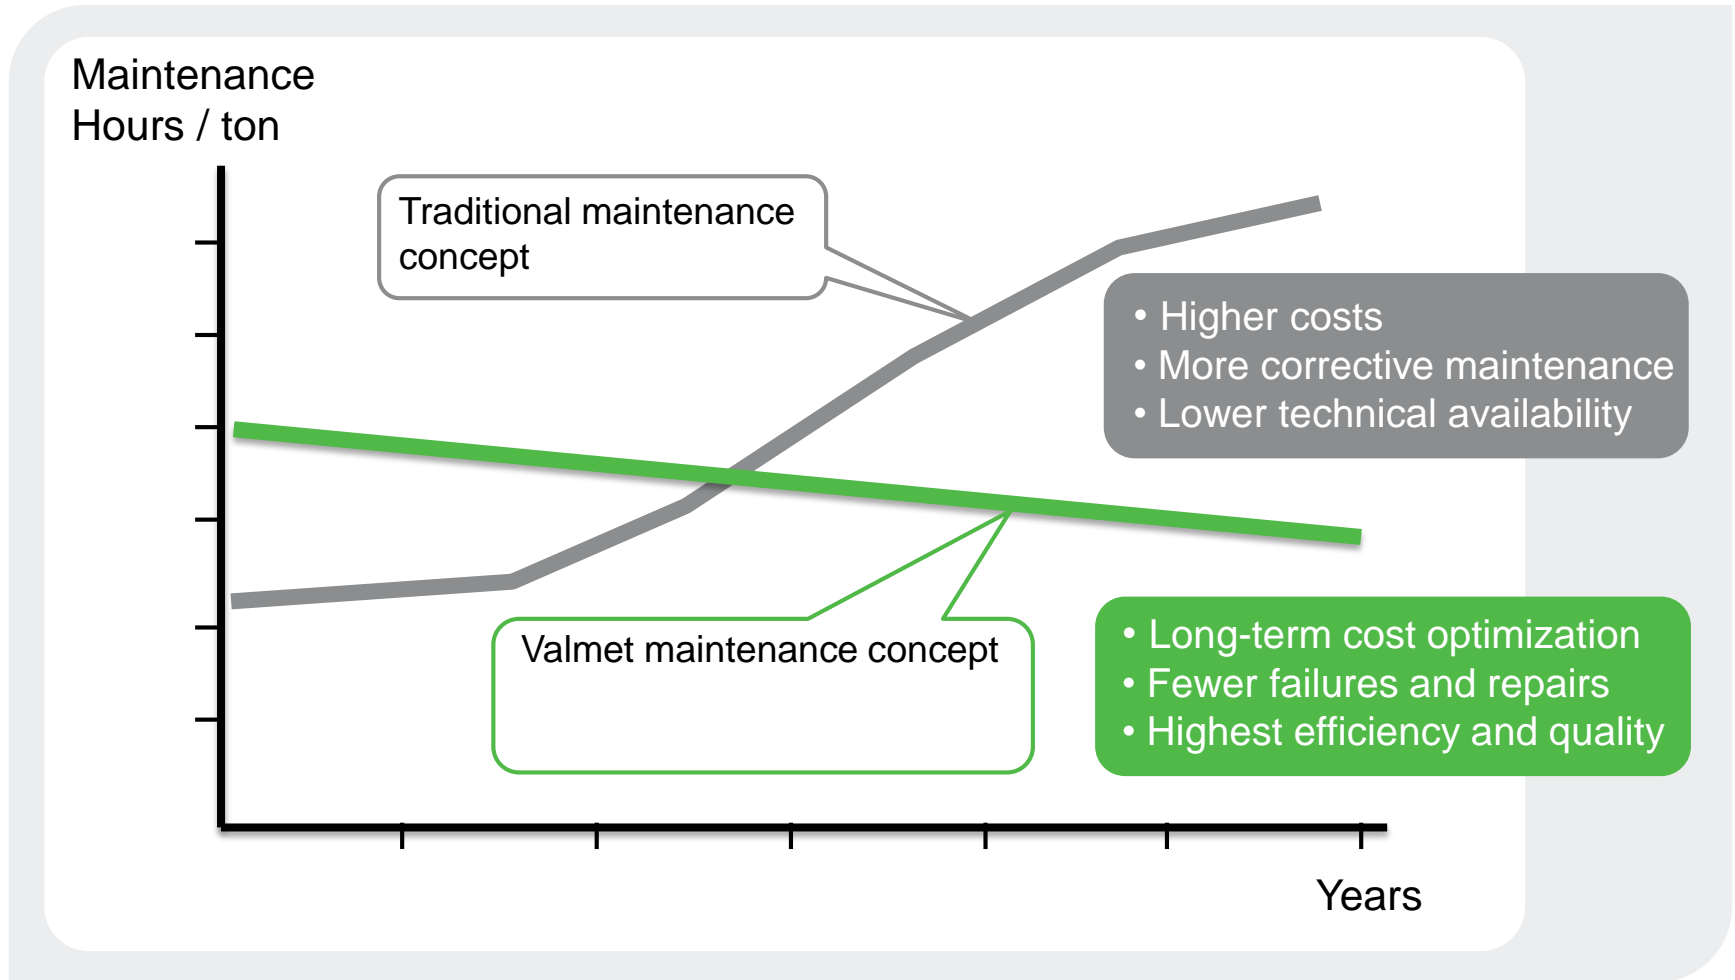 Maintenance
Hours / ton
Traditional maintenance
concept
• Higher costs
• More corrective maintenance
• Lower technical availability
Valmet maintenance concept
• Long-term cost optimization
• Fewer failures and repairs
• Highest efficiency and quality
Years